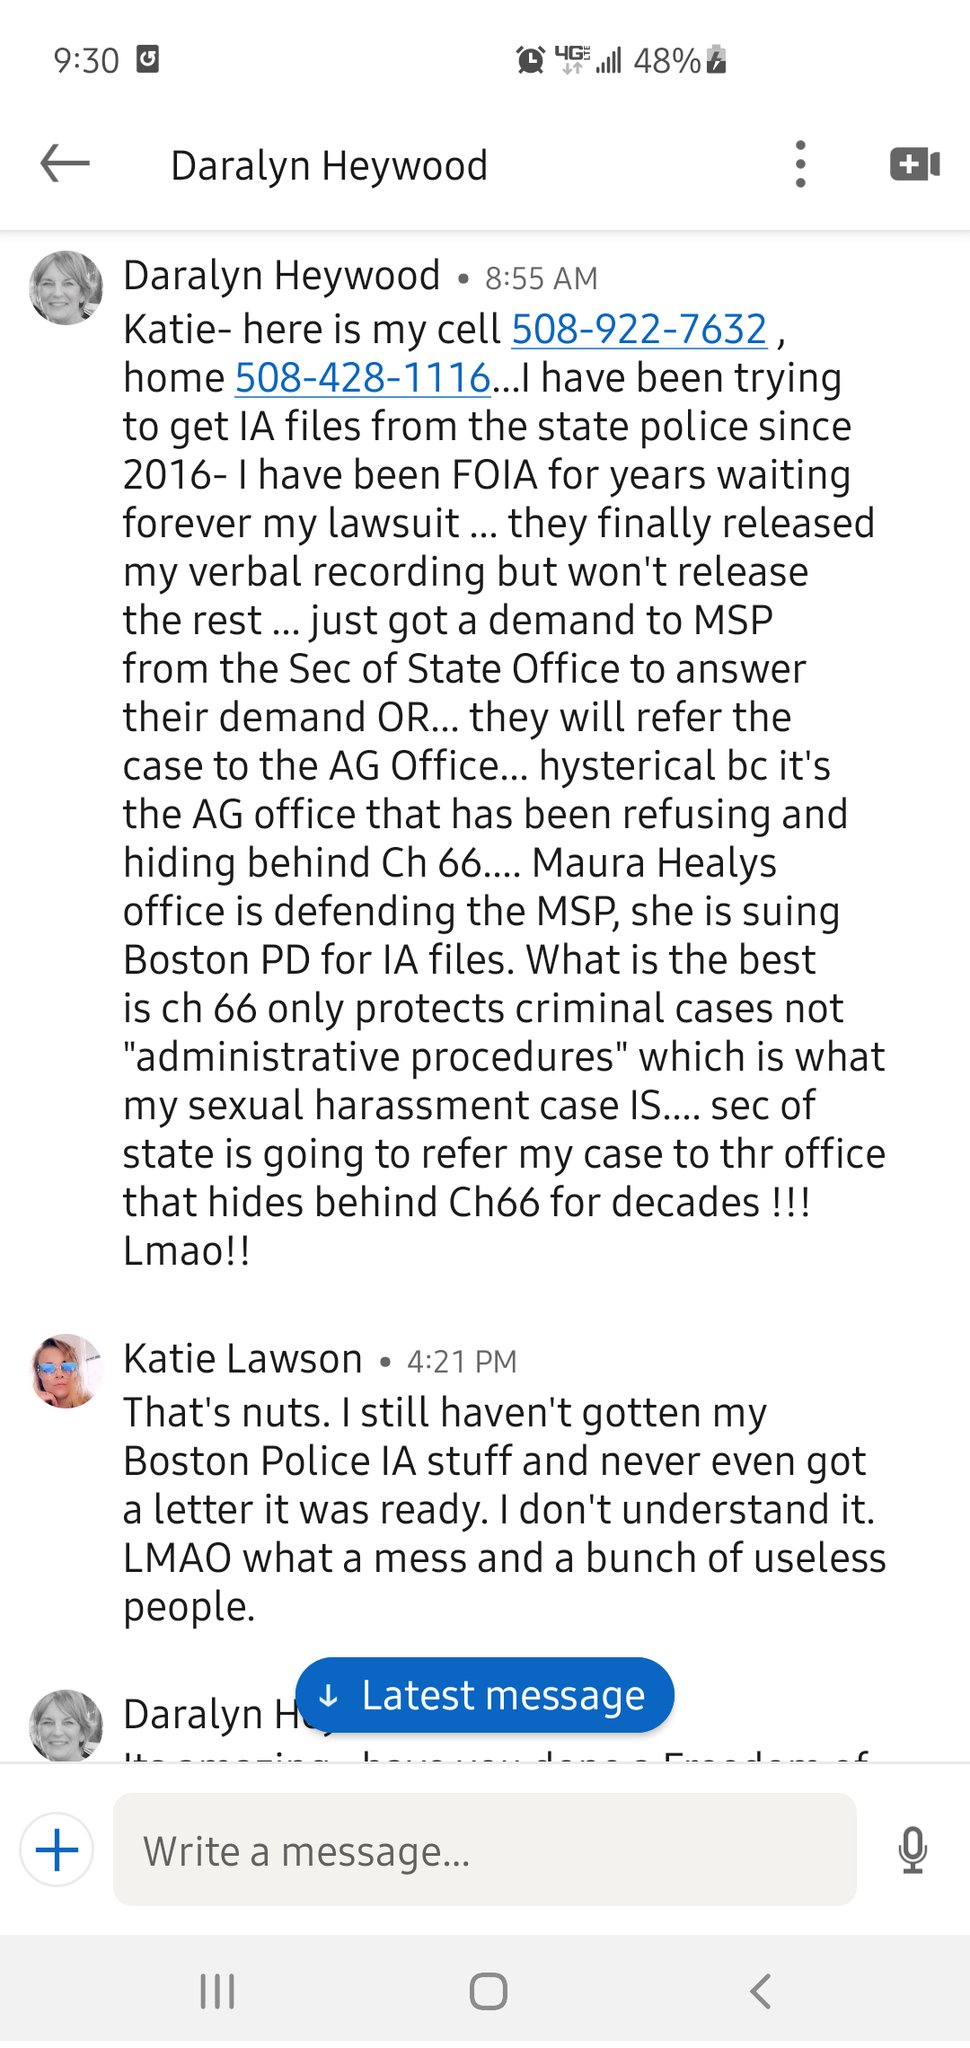 9:30
4G LTE 48%
Daralyn Heywood
Daralyn Heywood • 8:55 AM
Katie- here is my cell 508-922-7632 ,
home 508-428-1116...I have been trying
to get IA files from the state police since
2016- I have been FOIA for years waiting
forever my lawsuit ... they finally released
my verbal recording but won't release
the rest ... just got a demand to MSP
from the Sec of State Office to answer
their demand OR... they will refer the
case to the AG Office... hysterical bc it's
the AG office that has been refusing and
hiding behind Ch 66.... Maura Healys
office is defending the MSP, she is suing
Boston PD for IA files. What is the best
is ch 66 only protects criminal cases not
"administrative procedures" which is what
my sexual harassment case IS.... sec of
state is going to refer my case to thr office
that hides behind Ch66 for decades !!!
Lmao!!
Katie Lawson • 4:21 PM
That's nuts. I still haven't gotten my
Boston Police IA stuff and never even got
a letter it was ready. I don't understand it.
LMAO what a mess and a bunch of useless
people.
Latest message
Daralyn
Its amazing.. have you done a Freedom of
Write a message...